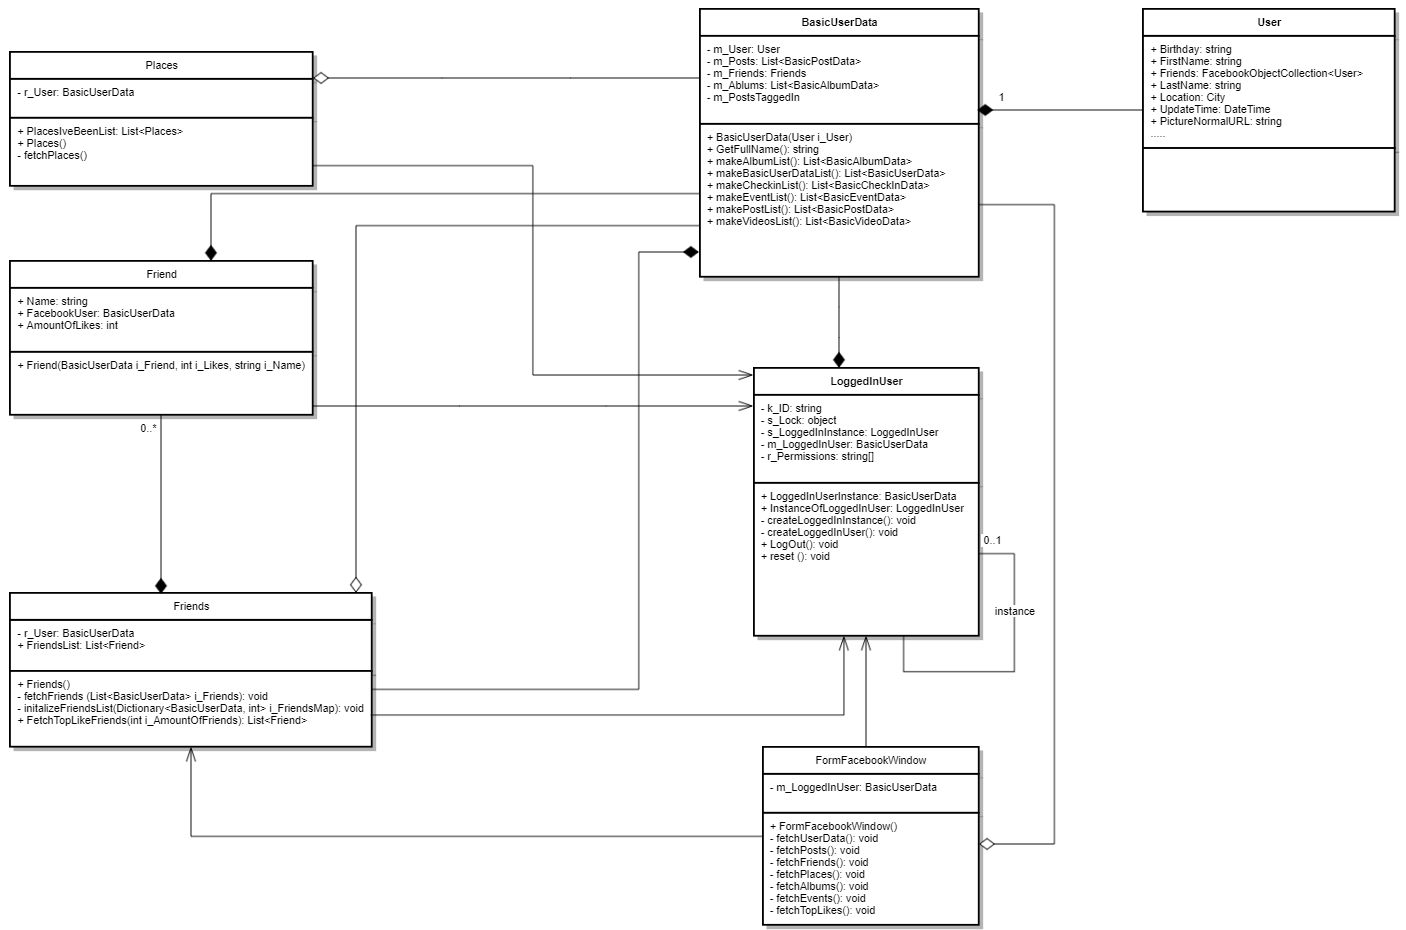 BasicUserData
- m_User: User
- m_Posts: List<BasicPostData>
- m_Friends: Friends
- m_Ablums: List<BasicAlbumData>
- m_PostsTaggedIn
+ BasicUserData(User i_User)
+ GetFullName(): string
+ makeAlbumList(): List<BasicAlbumData>
+ makeBasicUserDataList(): List<BasicUserData>
+ makeCheckinList(): List<BasicCheckInData>
+ makeEventList(): List<BasicEventData>
+ makePostList(): List<BasicPostData>
+ makeVideosList(): List<BasicVideoData>
User
+ Birthday: string
+ FirstName: string
+ Friends: FacebookObjectCollection<User>
+ LastName: string
+ Location: City
+ UpdateTime: DateTime
+ PictureNormalURL: string
.....
1
Places
- r_User: BasicUserData
+ PlacesIveBeenList: List<Places>
+ Places()
- fetchPlaces()
Friend
+ Name: string
+ FacebookUser: BasicUserData
+ AmountOfLikes: int
+ Friend(BasicUserData i_Friend, int i_Likes, string i_Name)
0..*
LoggedInUser
- k_ID: string
- s_Lock: object
- s_LoggedInInstance: LoggedInUser
- m_LoggedInUser: BasicUserData
- r_Permissions: string[]
+ LoggedInUserInstance: BasicUserData
+ InstanceOfLoggedInUser: LoggedInUser
- createLoggedInInstance(): void
- createLoggedInUser(): void
+ LogOut(): void
+ reset (): void
0..1
instance
Friends
- r_User: BasicUserData
+ FriendsList: List<Friend>
+ Friends()
- fetchFriends (List<BasicUserData> i_Friends): void
- initalizeFriendsList(Dictionary<BasicUserData, int> i_FriendsMap): void
+ FetchTopLikeFriends(int i_AmountOfFriends): List<Friend>
FormFacebookWindow
- m_LoggedInUser: BasicUserData
+ FormFacebookWindow()
- fetchUserData(): void
- fetchPosts(): void
- fetchFriends(): void
- fetchPlaces(): void
- fetchAlbums(): void
- fetchEvents(): void
- fetchTopLikes(): void